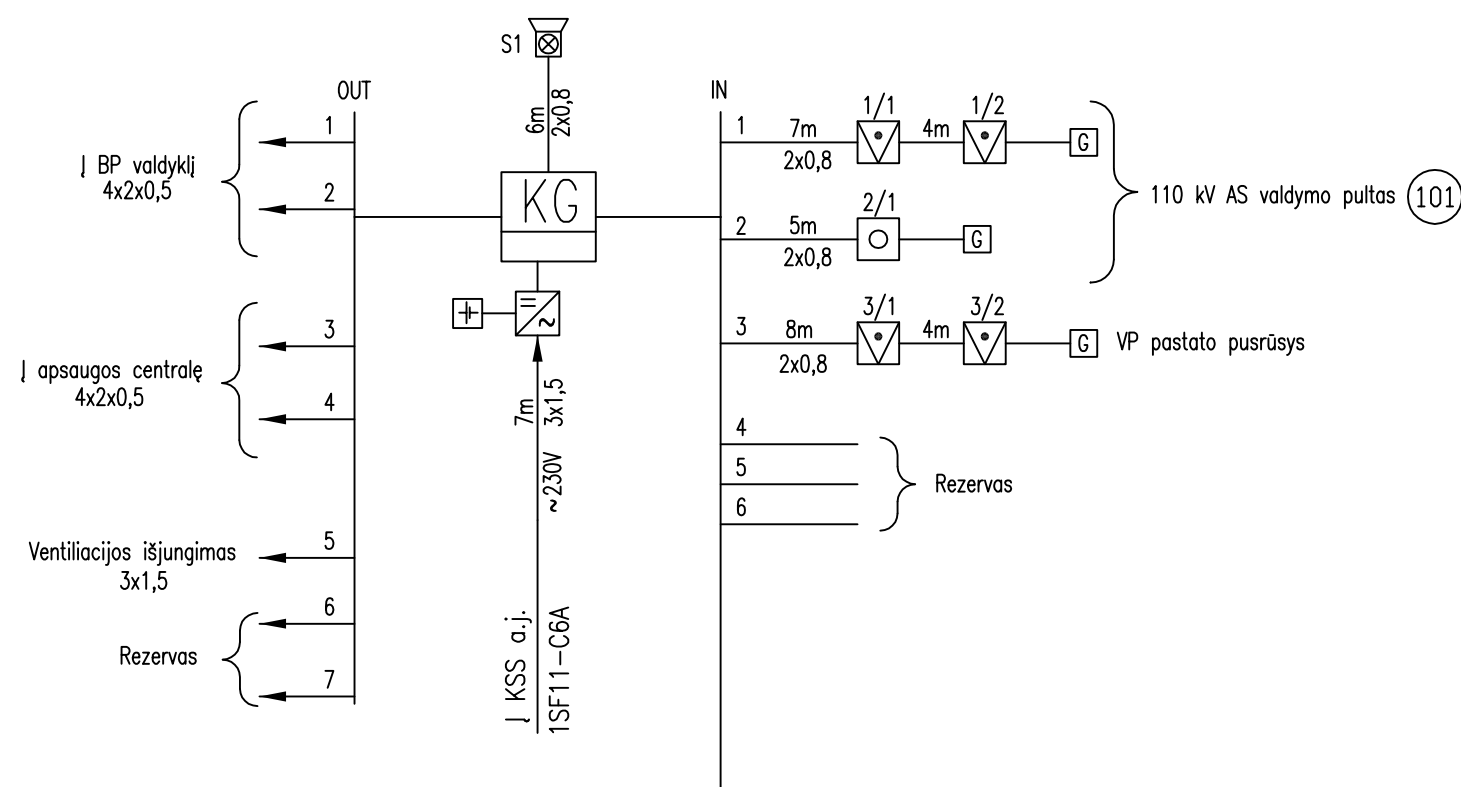 S1
6m
2x0,8
OUT
1
2
Į BP valdyklį
4x2x0,5
3
4
Į apsaugos centralę
4x2x0,5
5
Ventiliacijos išjungimas
3x1,5
6
7
Rezervas
KG
7m
3x1,5
~230V
Į KSS a.j.
1SF11-C6A
IN
1
7m
2x0,8
1/1
4m
1/2
G
2
5m
2x0,8
2/1
G
110 kV AS valdymo pultas
101
3
8m
2x0,8
3/1
4m
3/2
G
VP pastato pusrūsys
4
5
6
Rezervas